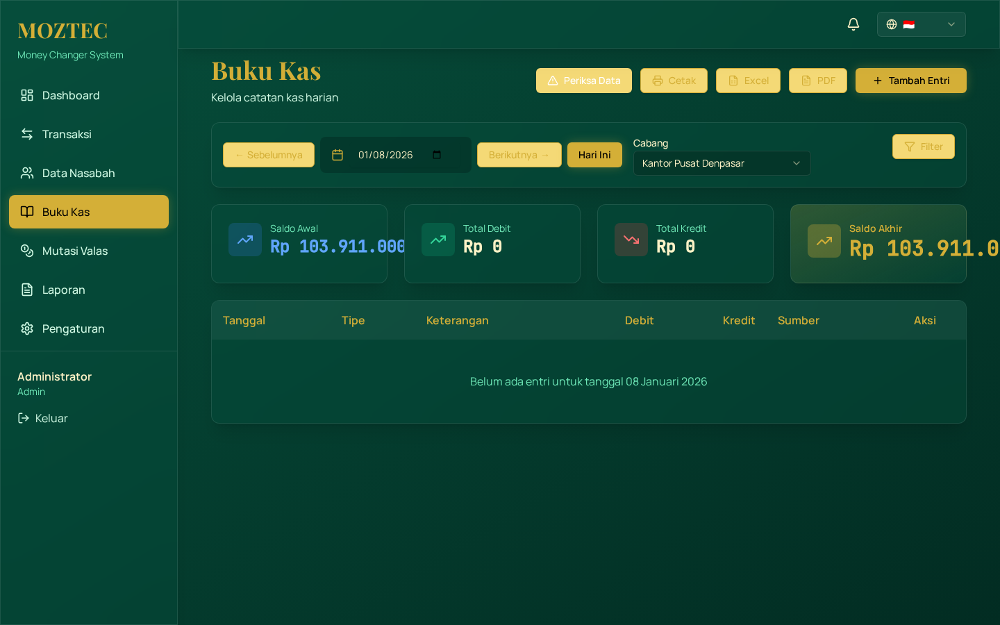 MOZTEC
Money Changer System
Dashboard
Transaksi
Data Nasabah
Buku Kas
Mutasi Valas
Laporan
Pengaturan
Administrator
Admin
Keluar
Buku Kas
Kelola catatan kas harian
Periksa Data
Cetak
Excel
PDF
Tambah Entri
← Sebelumnya
01/08/2026
Berikutnya →
Hari Ini
Cabang
Kantor Pusat Denpasar
Filter
Saldo Awal
Rp 103.911.000
Total Debit
Rp 0
Total Kredit
Rp 0
Saldo Akhir
Rp 103.911.0
Tanggal Tipe Keterangan Debit Kredit Sumber Aksi
Belum ada entri untuk tanggal 08 Januari 2026